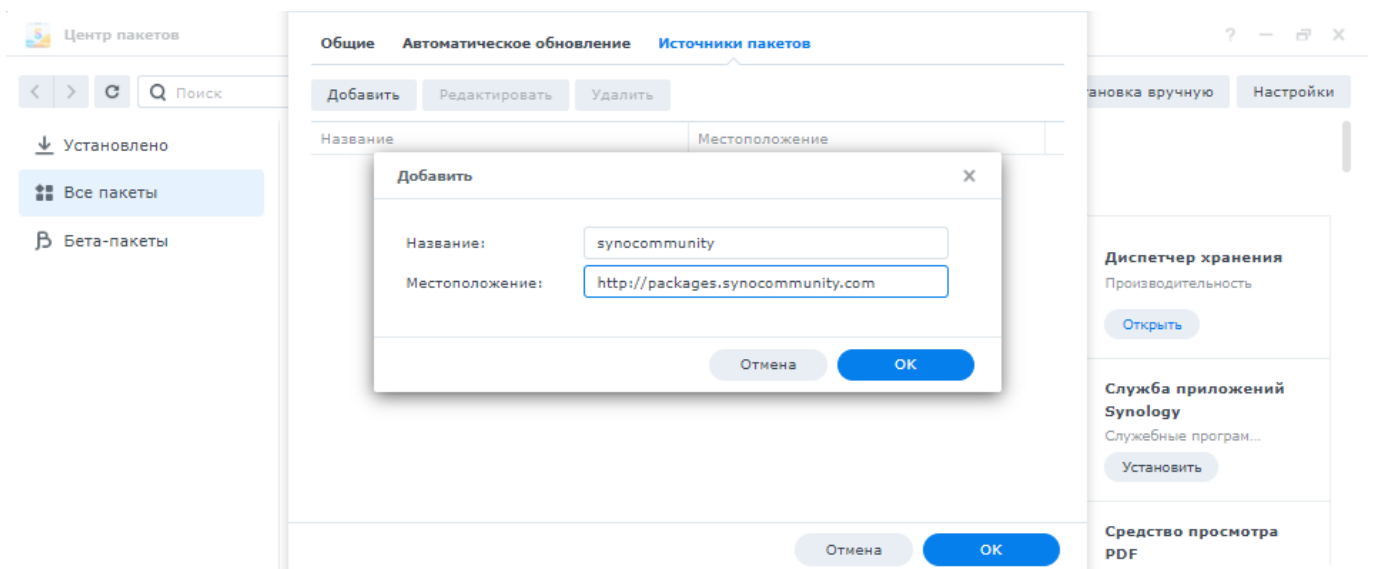 Центр пакетов
Общие Автоматическое обновление Источники пакетов
Поиск
Добавить Редактировать Удалить
ановка вручную Настройки
Название Местоположение
Установлено
Все пакеты
Бета-пакеты
Добавить
Название: synocommunity
Местоположение: http://packages.synocommunity.com
Отмена OK
Диспетчер хранения
Производительность
Открыть
Служба приложений
Synology
Служебные програм...
Установить
Средство просмотра
PDF
Отмена OK